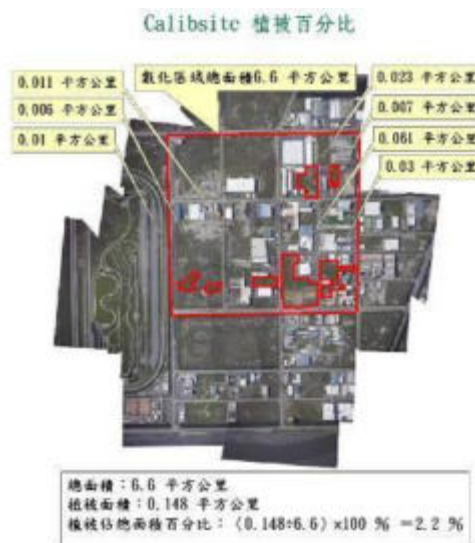 Calibsite 植被百分比
0.011 平方公里
數化區域總面積6.6 平方公里
0.023 平方公里
0.006 平方公里
0.007 平方公里
0.01 平方公里
0.061 平方公里
0.03 平方公里
總面積：6.6 平方公里
植被面積：0.148 平方公里
植被佔總面積百分比：(0.148÷6.6) ×100 % =2.2 %